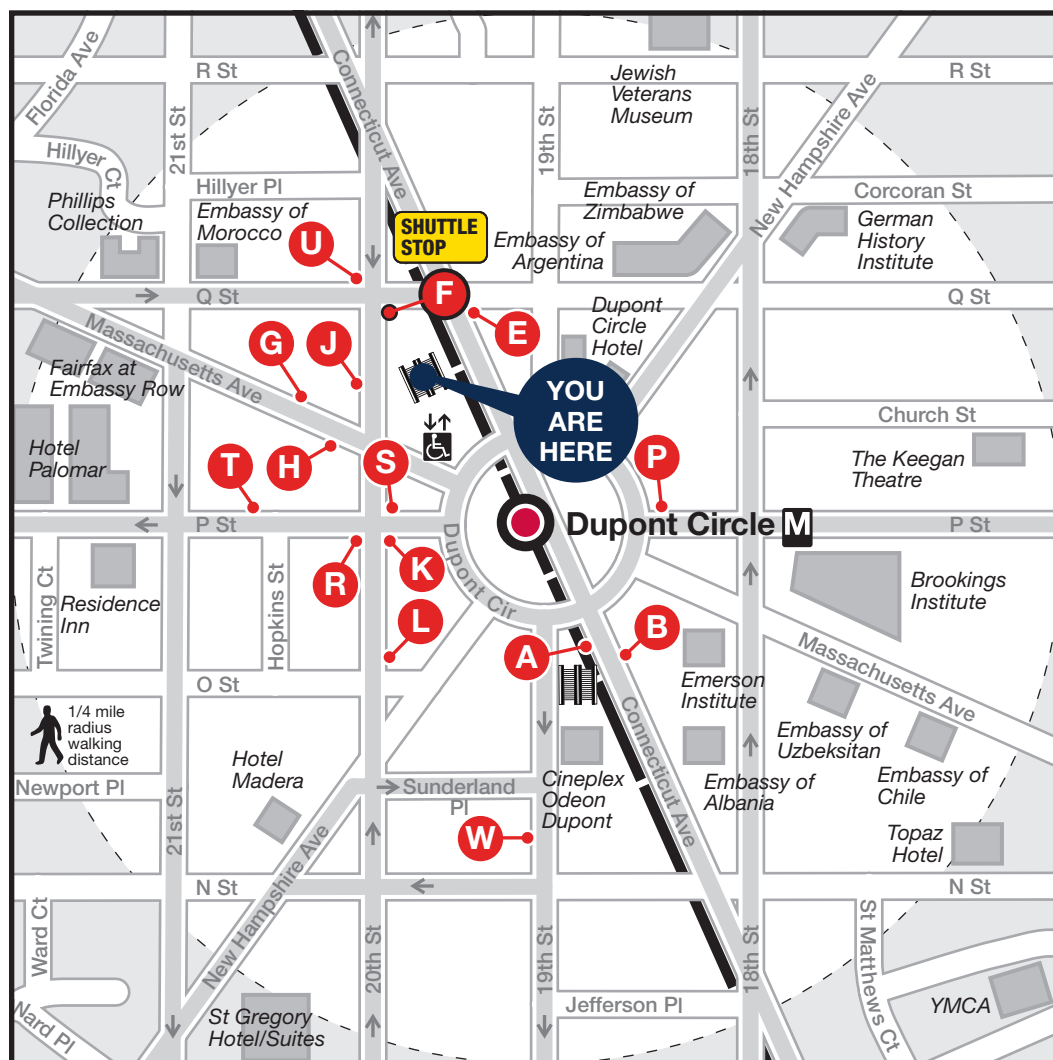 Florida Ave
R St
Connecticut Ave
Jewish
Veterans
Museum
R St
Hillyer Ct
21st St
19th St
18th St
New Hampshire Ave
Phillips
Collection
Hillyer Pl
Embassy of
Morocco
SHUTTLE
STOP
Embassy of
Zimbabwe
Corcoran St
German
History
Institute
Embassy of
Argentina
U
F
Q St
Q St
E
Massachusetts Ave
G
J
Dupont
Circle
Hotel
Fairfax at
Embassy Row
YOU
ARE
HERE
Church St
Hotel
Palomar
T
H
S
P
The Keegan
Theatre
P St
Dupont Circle M
P St
Dupont Cir
Twining Ct
Residence
Inn
Hopkins St
R
K
L
A
B
Brookings
Institute
Emerson
Institute
Massachusetts Ave
O St
1/4 mile
radius
walking
distance
Hotel
Madera
Connecticut Ave
Embassy of
Uzbeksitan
Newport Pl
Sunderland
Pl
Cineplex
Odeon
Dupont
Embassy of
Albania
Embassy of
Chile
21st St
W
Topaz
Hotel
N St
N St
Ward Ct
New Hampshire Ave
20th St
19th St
18th St
St Matthews Ct
Nard Pl
St Gregory
Hotel/Suites
Jefferson Pl
YMCA